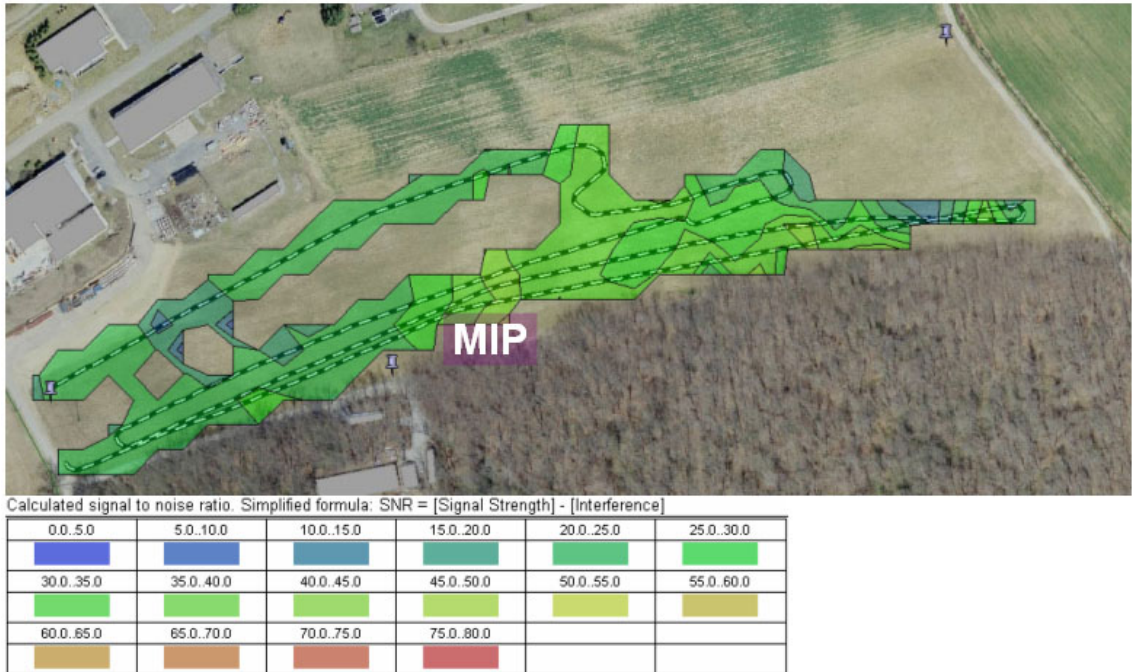 MIP
Calculated signal to noise ratio. Simplified formula: SNR = [Signal Strength] - [Interference]
0.0..5.0 5.0..10.0 10.0..15.0 15.0..20.0 20.0..25.0 25.0..30.0
30.0..35.0 35.0..40.0 40.0..45.0 45.0..50.0 50.0..55.0 55.0..60.0
60.0..65.0 65.0..70.0 70.0..75.0 75.0..80.0